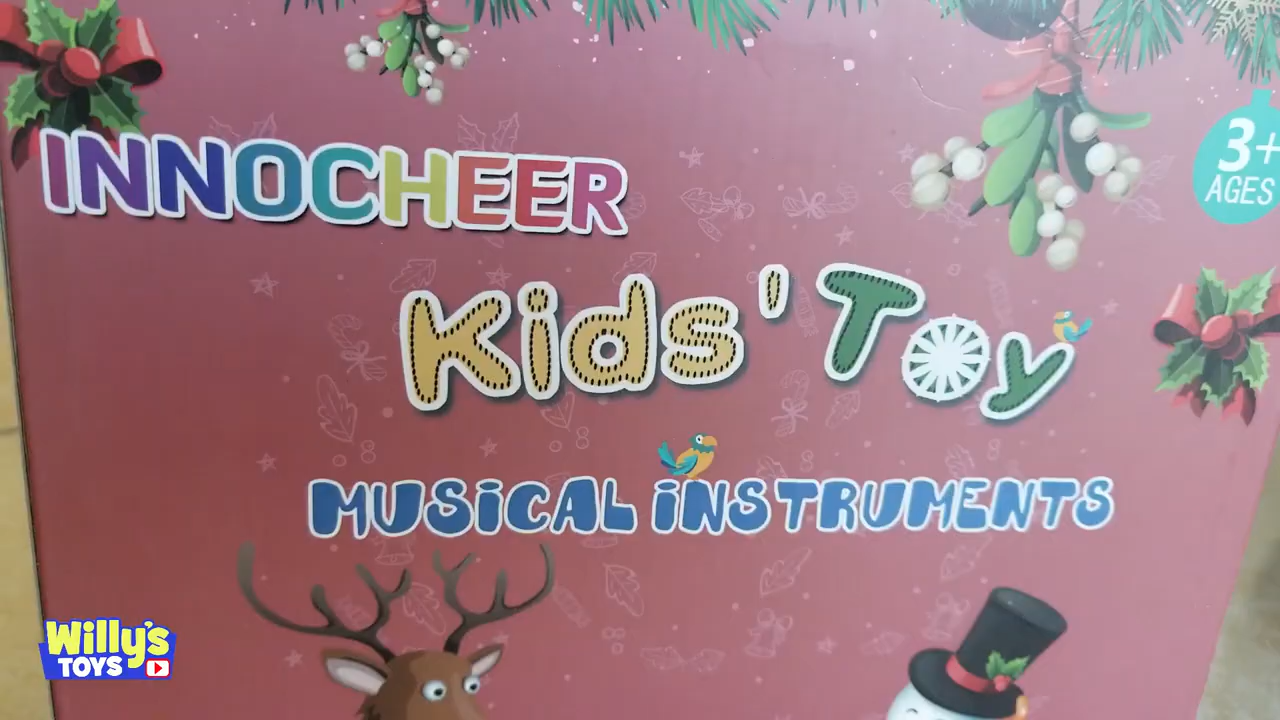 INNOCHEER
3+
AGES
Kids' Toy
MUSICAL INSTRUMENTS
Willy's
TOYS